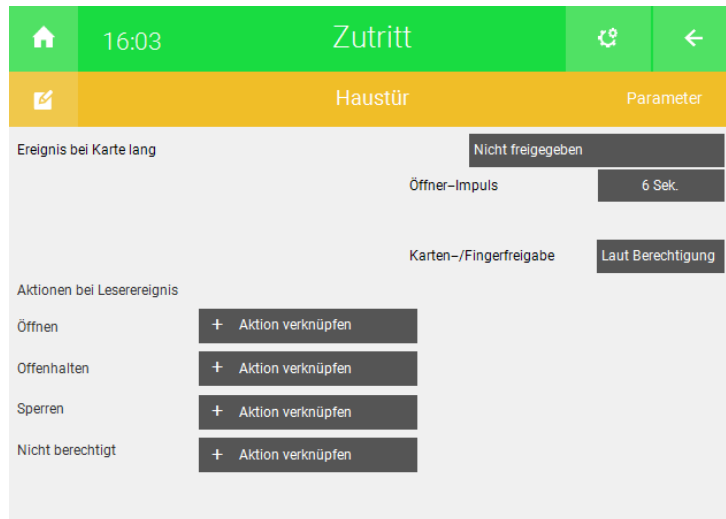 16:03 Zutritt
Haustür Parameter
Ereignis bei Karte lang Nicht freigegeben
Öffner-Impuls 6 Sek.
Karten-/Fingerfreigabe Laut Berechtigung
Aktionen bei Leserereignis
Öffnen + Aktion verknüpfen
Offenhalten + Aktion verknüpfen
Sperren + Aktion verknüpfen
Nicht berechtigt + Aktion verknüpfen